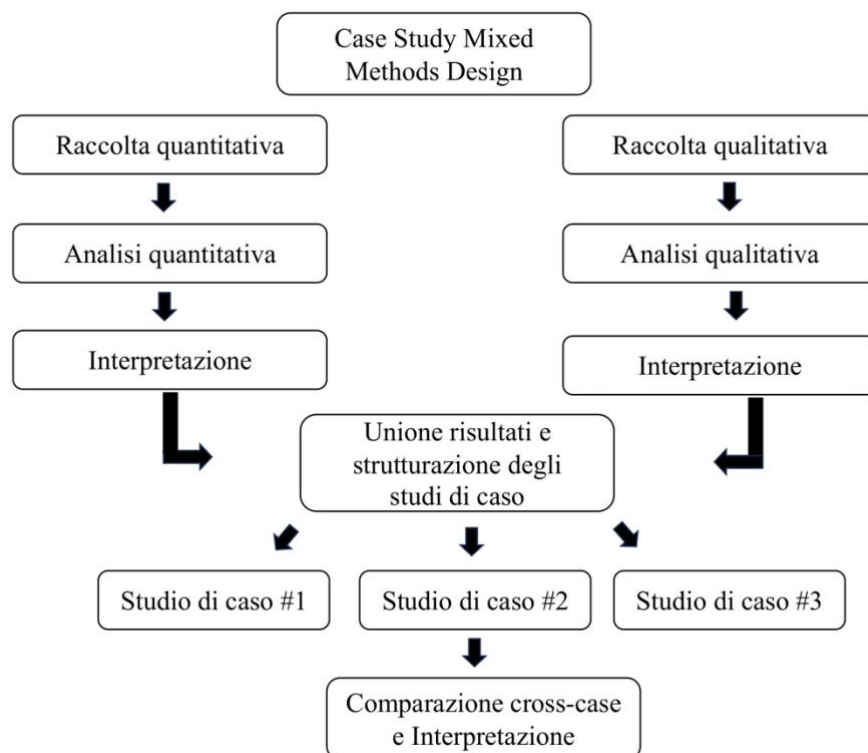 Case Study Mixed
Methods Design
Raccolta quantitativa
Raccolta qualitativa
Analisi quantitativa
Analisi qualitativa
Interpretazione
Interpretazione
Unione risultati e
strutturazione degli
studi di caso
Studio di caso #1
Studio di caso #2
Studio di caso #3
Comparazione cross-case
e Interpretazione